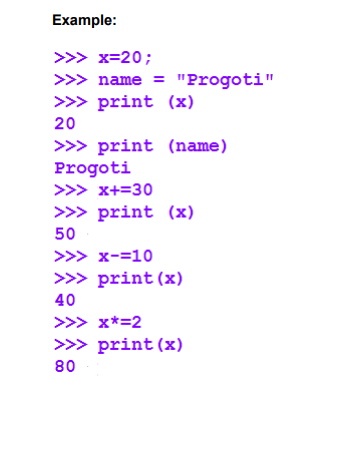 Example:
>>> x=20;
>>> name = "Progoti"
>>> print (x)
20
>>> print (name)
Progoti
>>> x+=30
>>> print (x)
50
>>> x-=10
>>> print(x)
40
>>> x*=2
>>> print(x)
80